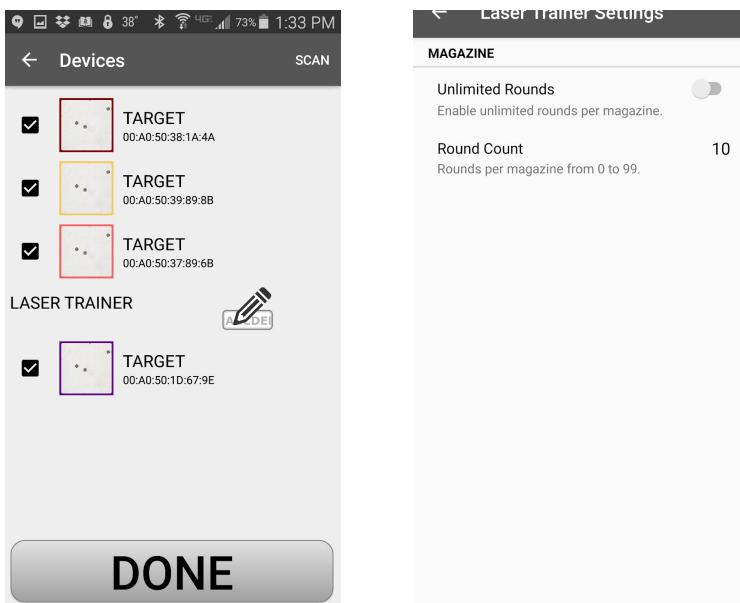 38° 4G 73% 1:33 PM
Devices SCAN
TARGET
00:A0:50:38:1A:4A
TARGET
00:A0:50:39:89:8B
TARGET
00:A0:50:37:89:6B
LASER TRAINER
TARGET
00:A0:50:1D:67:9E
DONE
Laser Trainer Settings
MAGAZINE
Unlimited Rounds
Enable unlimited rounds per magazine.
Round Count 10
Rounds per magazine from 0 to 99.